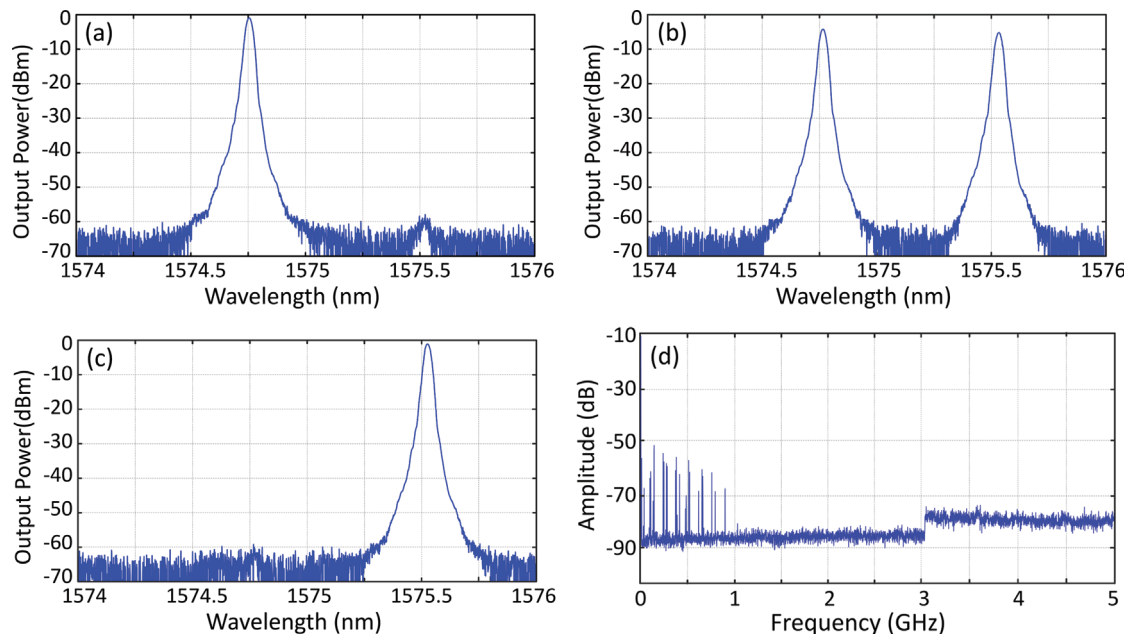 (a)
Output Power(dBm)
0
-10
-20
-30
-40
-50
-60
-70
1574 1574.5 1575 1575.5 1576
Wavelength (nm)
(b)
Output Power(dBm)
0
-10
-20
-30
-40
-50
-60
-70
1574 1574.5 1575 1575.5 1576
Wavelength (nm)
(c)
Output Power(dBm)
0
-10
-20
-30
-40
-50
-60
-70
1574 1574.5 1575 1575.5 1576
Wavelength (nm)
(d)
Amplitude (dB)
-10
-30
-50
-70
-90
0 1 2 3 4 5
Frequency (GHz)